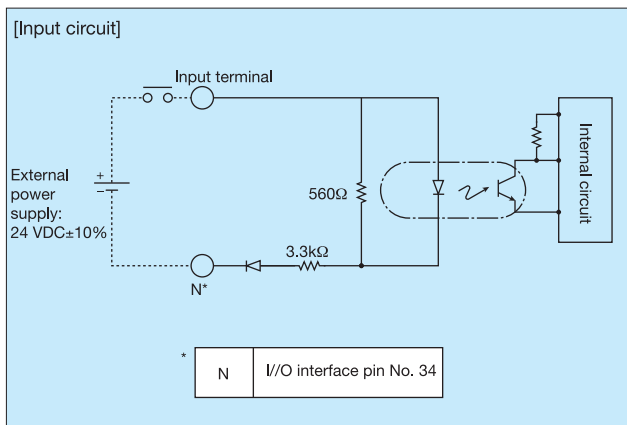 [Input circuit]
Input terminal
External
power
supply:
24 VDC±10%
+
−
560Ω
3.3kΩ
N*
Internal circuit
*
N
I//O interface pin No. 34